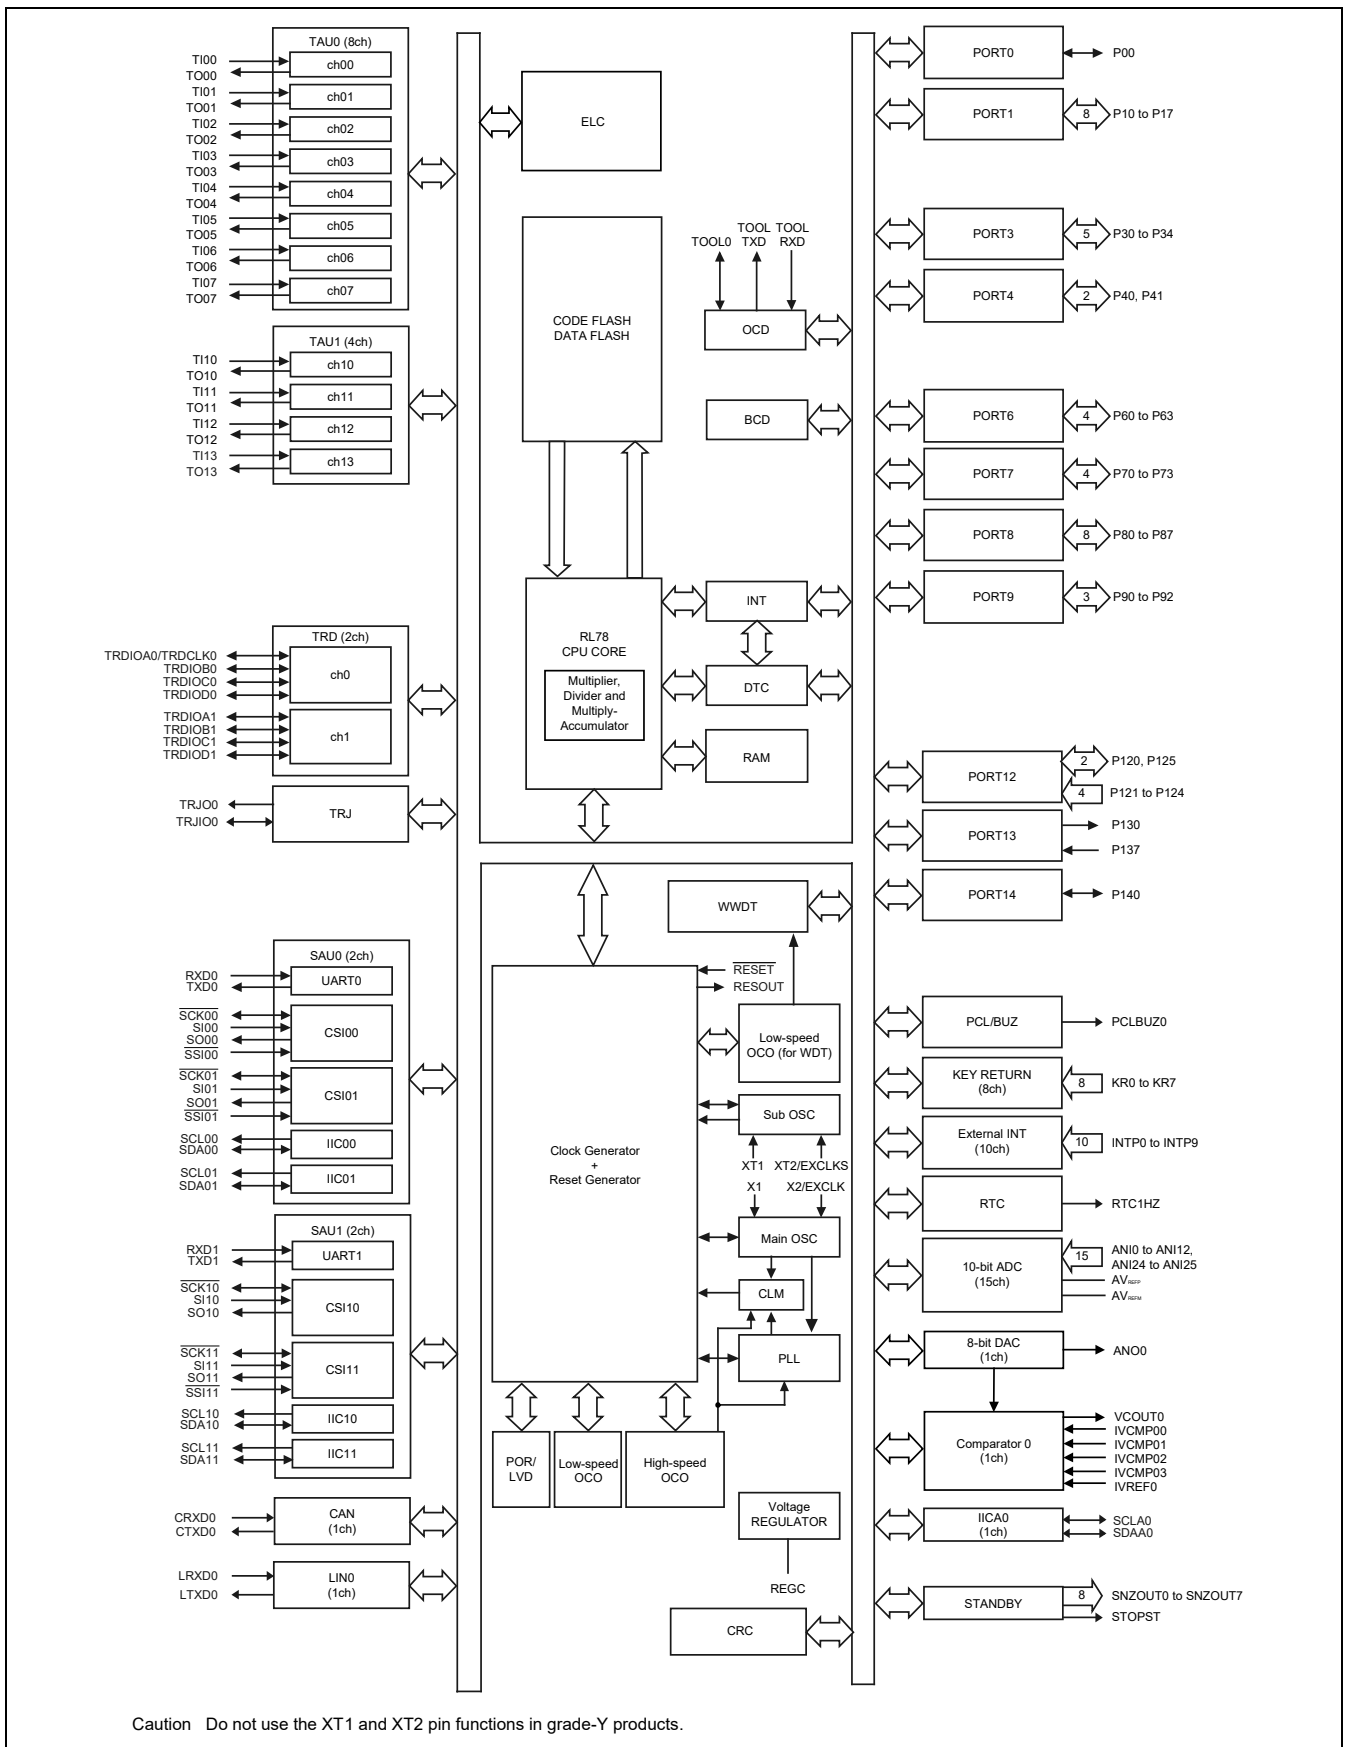 TAU0 (8ch)
TI00
TO00
ch00
TI01
TO01
ch01
TI02
TO02
ch02
TI03
TO03
ch03
TI04
TO04
ch04
TI05
TO05
ch05
TI06
TO06
ch06
TI07
TO07
ch07
TAU1 (4ch)
TI10
TO10
ch10
TI11
TO11
ch11
TI12
TO12
ch12
TI13
TO13
ch13
TRD (2ch)
TRDIOA0/TRDCLK0
TRDIOB0
TRDIOC0
TRDIOD0
ch0
TRDIOA1
TRDIOB1
TRDIOC1
TRDIOD1
ch1
TRJO0
TRJIO0
TRJ
SAU0 (2ch)
RXD0
TXD0
UART0
SCK00
SI00
SO00
SSI00
CSI00
SCK01
SI01
SO01
SSI01
CSI01
SCL00
SDA00
IIC00
SCL01
SDA01
IIC01
SAU1 (2ch)
RXD1
TXD1
UART1
SCK10
SI10
SO10
CSI10
SCK11
SI11
SO11
SSI11
CSI11
SCL10
SDA10
IIC10
SCL11
SDA11
IIC11
CRXD0
CTXD0
CAN
(1ch)
LRXD0
LTXD0
LIN0
(1ch)
ELC
CODE FLASH
DATA FLASH
TOOL0
TOOL
TXD
TOOL
RXD
OCD
BCD
RL78
CPU CORE
Multiplier,
Divider and
Multiply-
Accumulator
INT
DTC
RAM
WWDT
RESET
RESOUT
Clock Generator
+
Reset Generator
Low-speed
OCO (for WDT)
Sub OSC
XT1
XT2/EXCLKS
X1
X2/EXCLK
Main OSC
CLM
PLL
POR/
LVD
Low-speed
OCO
High-speed
OCO
Voltage
REGULATOR
REGC
CRC
PORT0
P00
PORT1
8
P10 to P17
PORT3
5
P30 to P34
PORT4
2
P40, P41
PORT6
4
P60 to P63
PORT7
4
P70 to P73
PORT8
8
P80 to P87
PORT9
3
P90 to P92
PORT12
2
P120, P125
4
P121 to P124
PORT13
P130
P137
PORT14
P140
PCL/BUZ
PCLBUZ0
KEY RETURN
(8ch)
8
KR0 to KR7
External INT
(10ch)
10
INTP0 to INTP9
RTC
RTC1HZ
10-bit ADC
(15ch)
15
ANI0 to ANI12,
ANI24 to ANI25
AVREFP
AVREFM
8-bit DAC
(1ch)
ANO0
Comparator 0
(1ch)
VCOUT0
IVCMP00
IVCMP01
IVCMP02
IVCMP03
IVREF0
IICA0
(1ch)
SCLA0
SDAA0
STANDBY
8
SNZOUT0 to SNZOUT7
STOPST
Caution Do not use the XT1 and XT2 pin functions in grade-Y products.